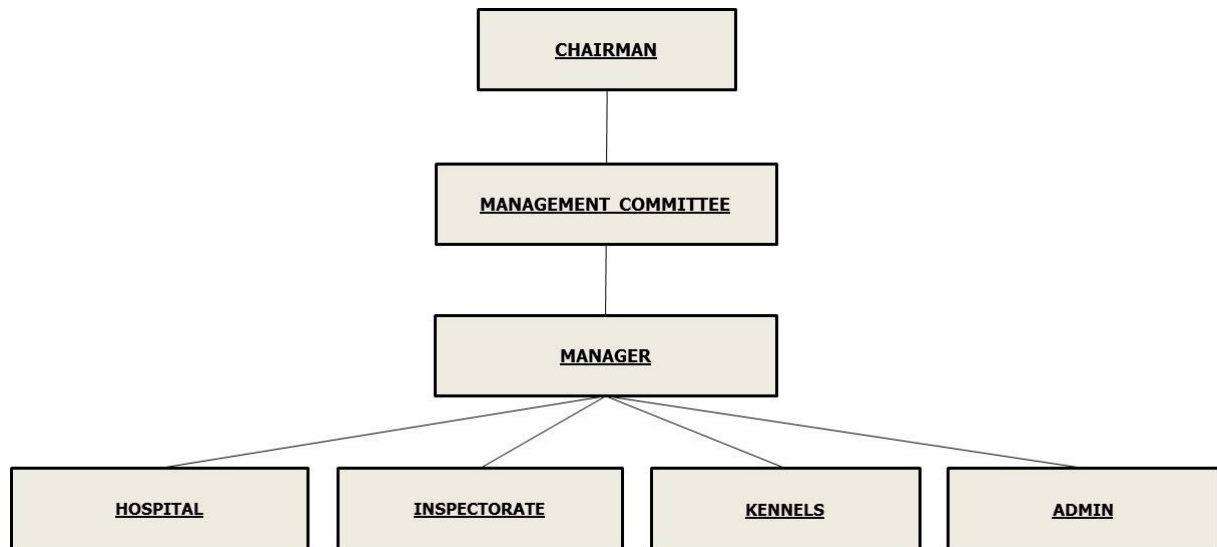 CHAIRMAN
MANAGEMENT COMMITTEE
MANAGER
HOSPITAL
INSPECTORATE
KENNELS
ADMIN